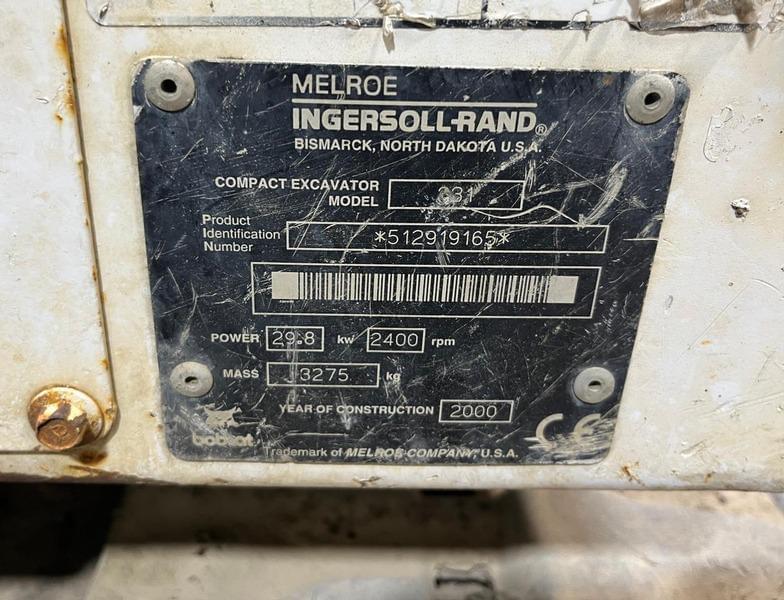 MELROE
INGERSOLL-RAND®
BISMARCK, NORTH DAKOTA U.S.A.
COMPACT EXCAVATOR MODEL 331
Product Identification Number *512919165*
POWER 29.8 kw 2400 rpm
MASS 3275 kg
YEAR OF CONSTRUCTION 2000
bobcat
CE
Trademark of MELROE COMPANY, U.S.A.